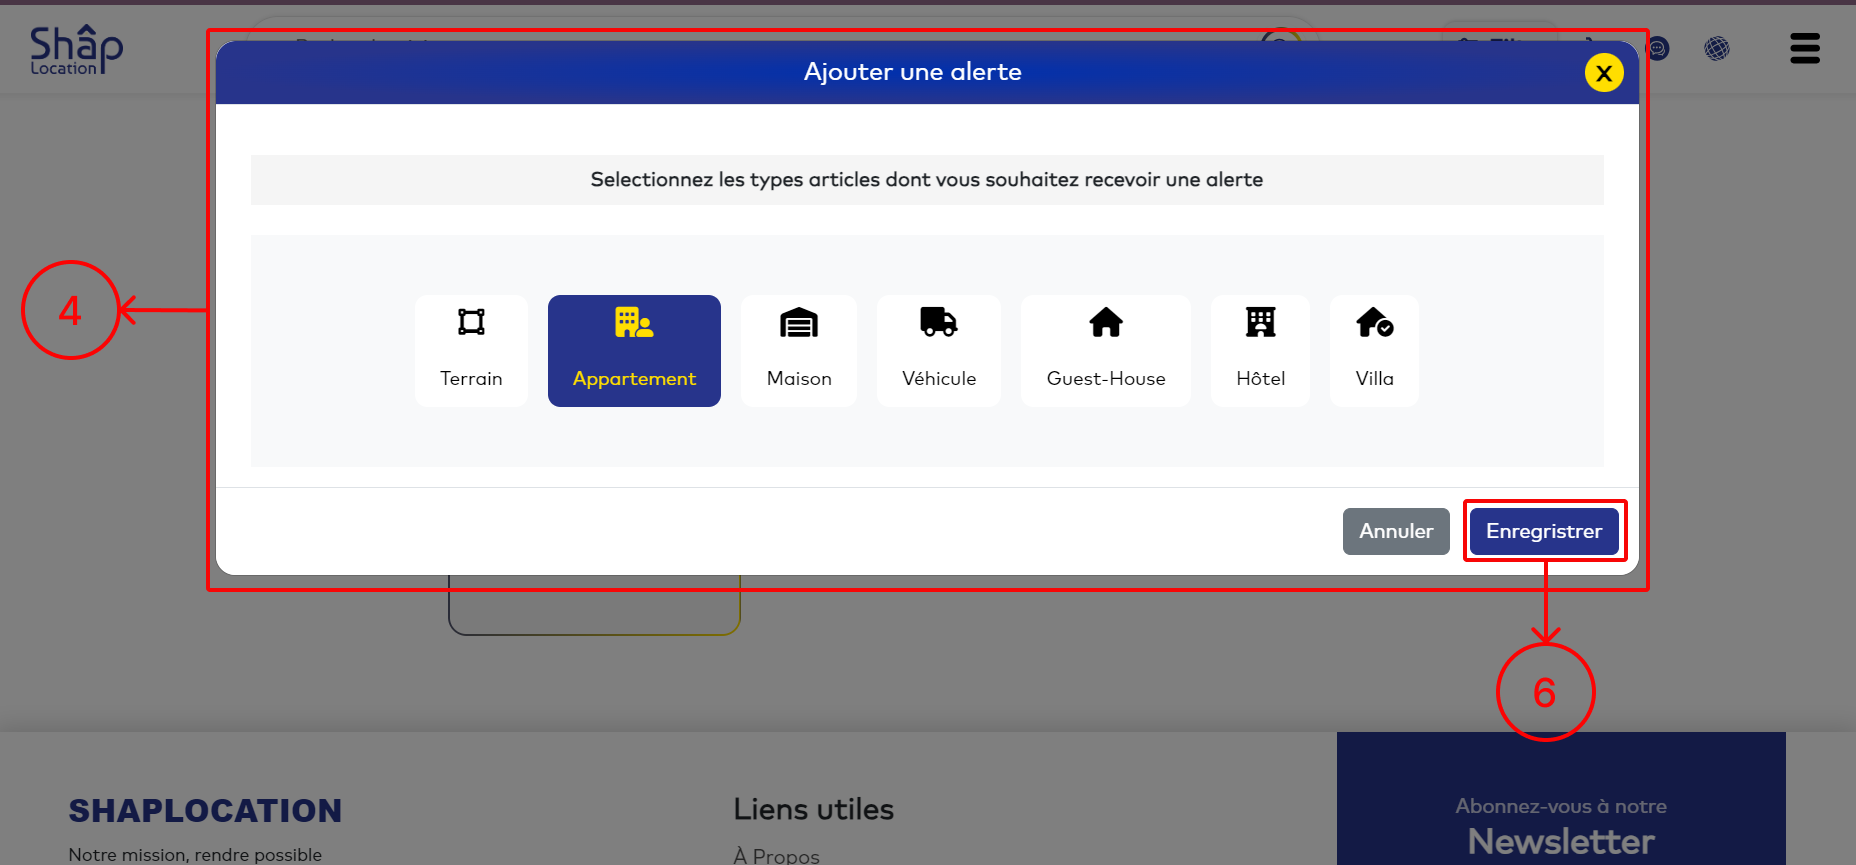 Shâp
Location
Ajouter une alerte
X
Selectionnez les types articles dont vous souhaitez recevoir une alerte
4
Terrain
Appartement
Maison
Véhicule
Guest-House
Hôtel
Villa
Annuler
Enregistrer
6
SHAPLOCATION
Notre mission, rendre possible
Liens utiles
À Propos
Abonnez-vous à notre
Newsletter